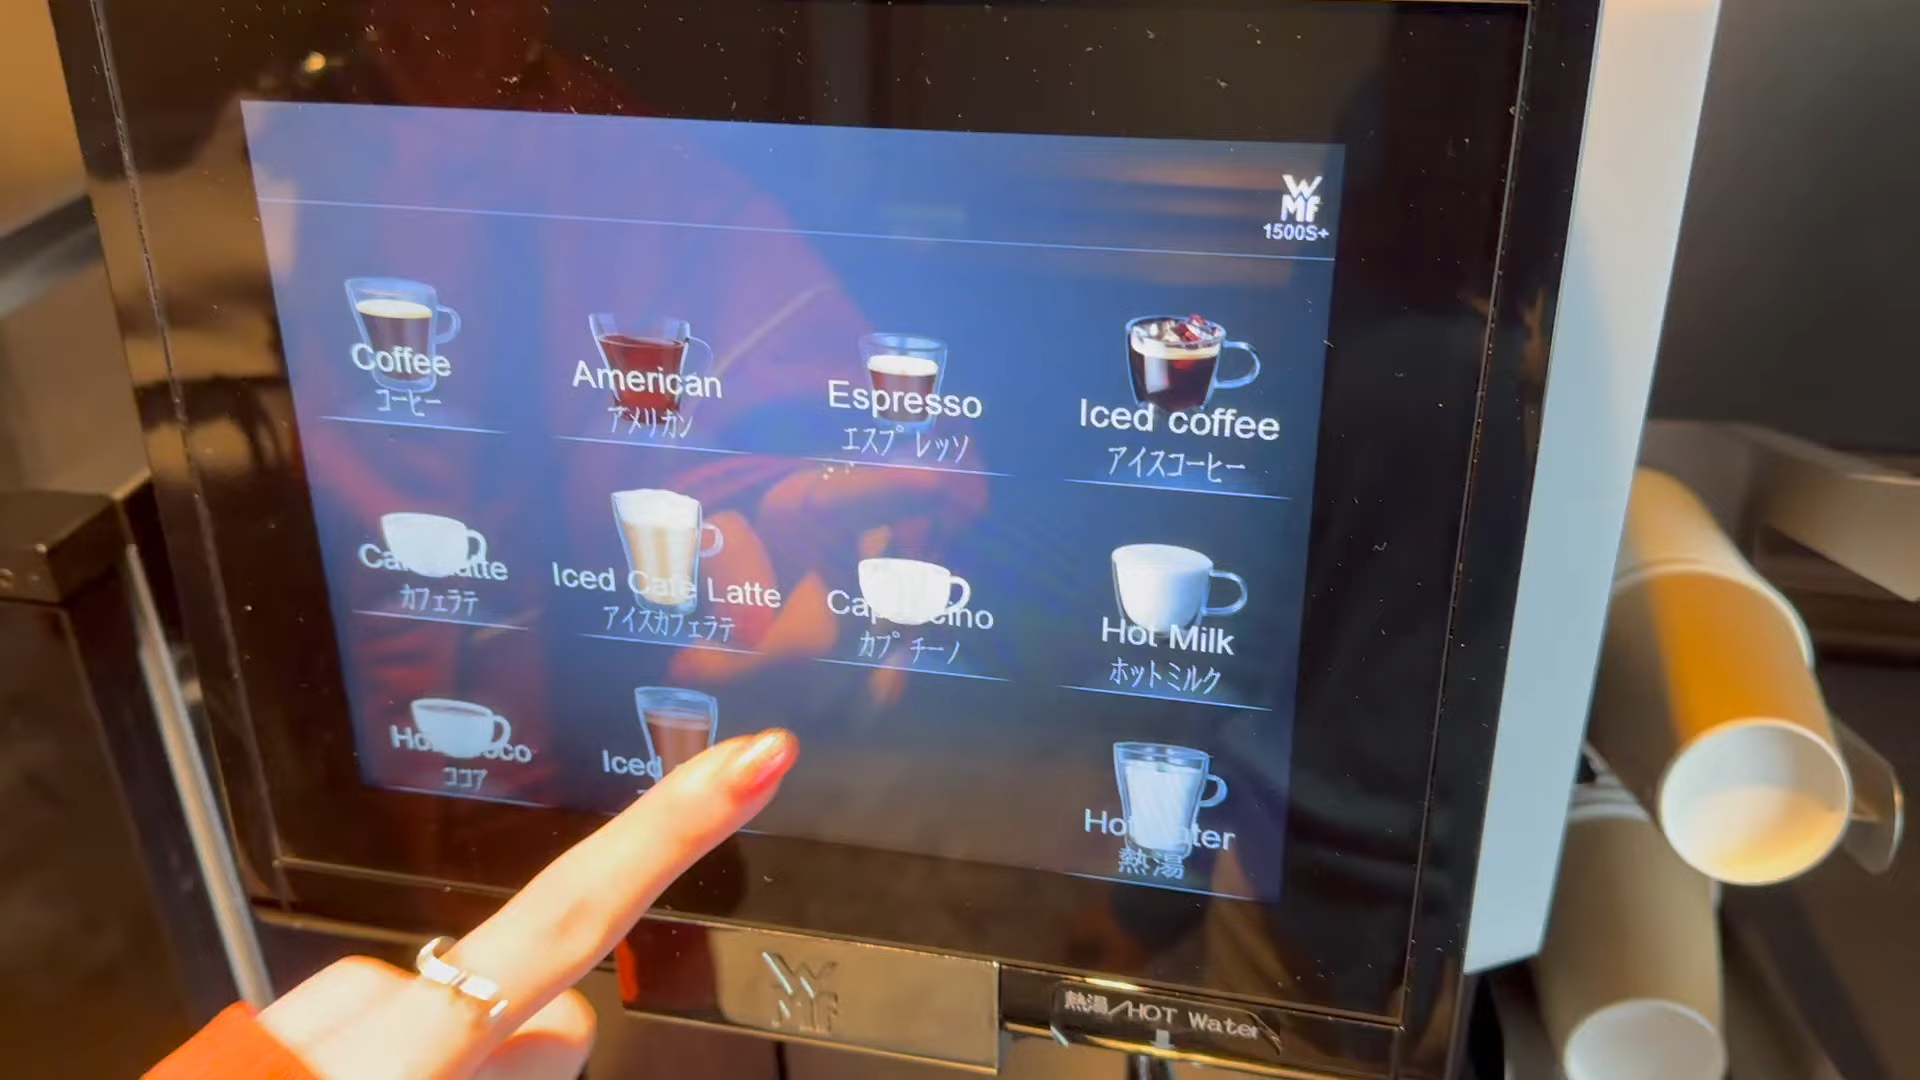 WMF
1500S+
Coffee
コーヒー
American
アメリカン
Espresso
エスプレッソ
Iced coffee
アイスコーヒー
カフェラテ
Iced Cafe Latte
アイスカフェラテ
カプチーノ
Hot Milk
ホットミルク
ココア
Iced
熱湯
WMF
熱湯/HOT Water